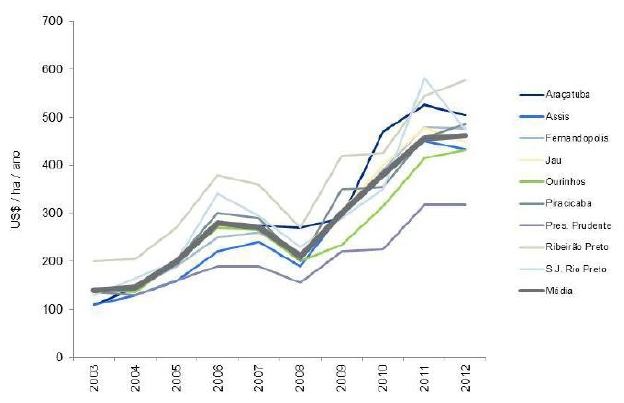 700
600
500
400
300
200
100
0
US$ / ha / ano
2003
2004
2005
2006
2007
2008
2009
2010
2011
2012
Araçatuba
Assis
Fernandópolis
Jaú
Ourinhos
Piracicaba
Pres. Prudente
Ribeirão Preto
S.J. Rio Preto
Média